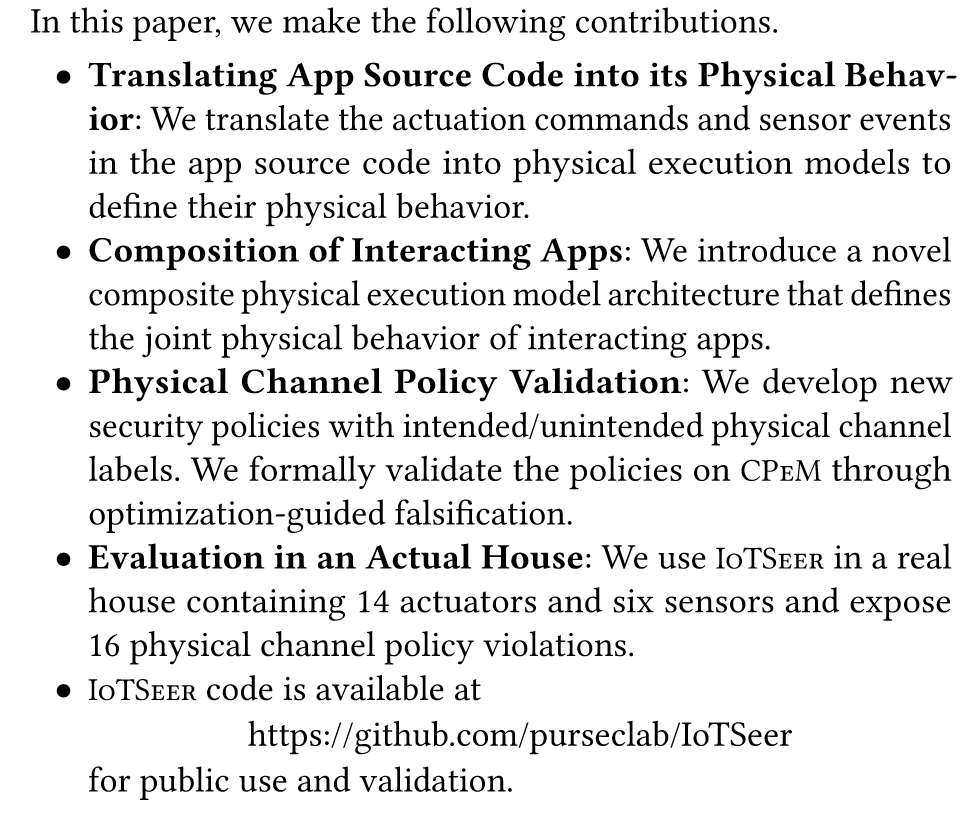 In this paper, we make the following contributions.
• Translating App Source Code into its Physical Behav-
ior: We translate the actuation commands and sensor events
in the app source code into physical execution models to
define their physical behavior.
• Composition of Interacting Apps: We introduce a novel
composite physical execution model architecture that defines
the joint physical behavior of interacting apps.
• Physical Channel Policy Validation: We develop new
security policies with intended/unintended physical channel
labels. We formally validate the policies on CPeM through
optimization-guided falsification.
• Evaluation in an Actual House: We use IoTSeer in a real
house containing 14 actuators and six sensors and expose
16 physical channel policy violations.
• IoTSeer code is available at
https://github.com/purseclab/IoTSeer
for public use and validation.